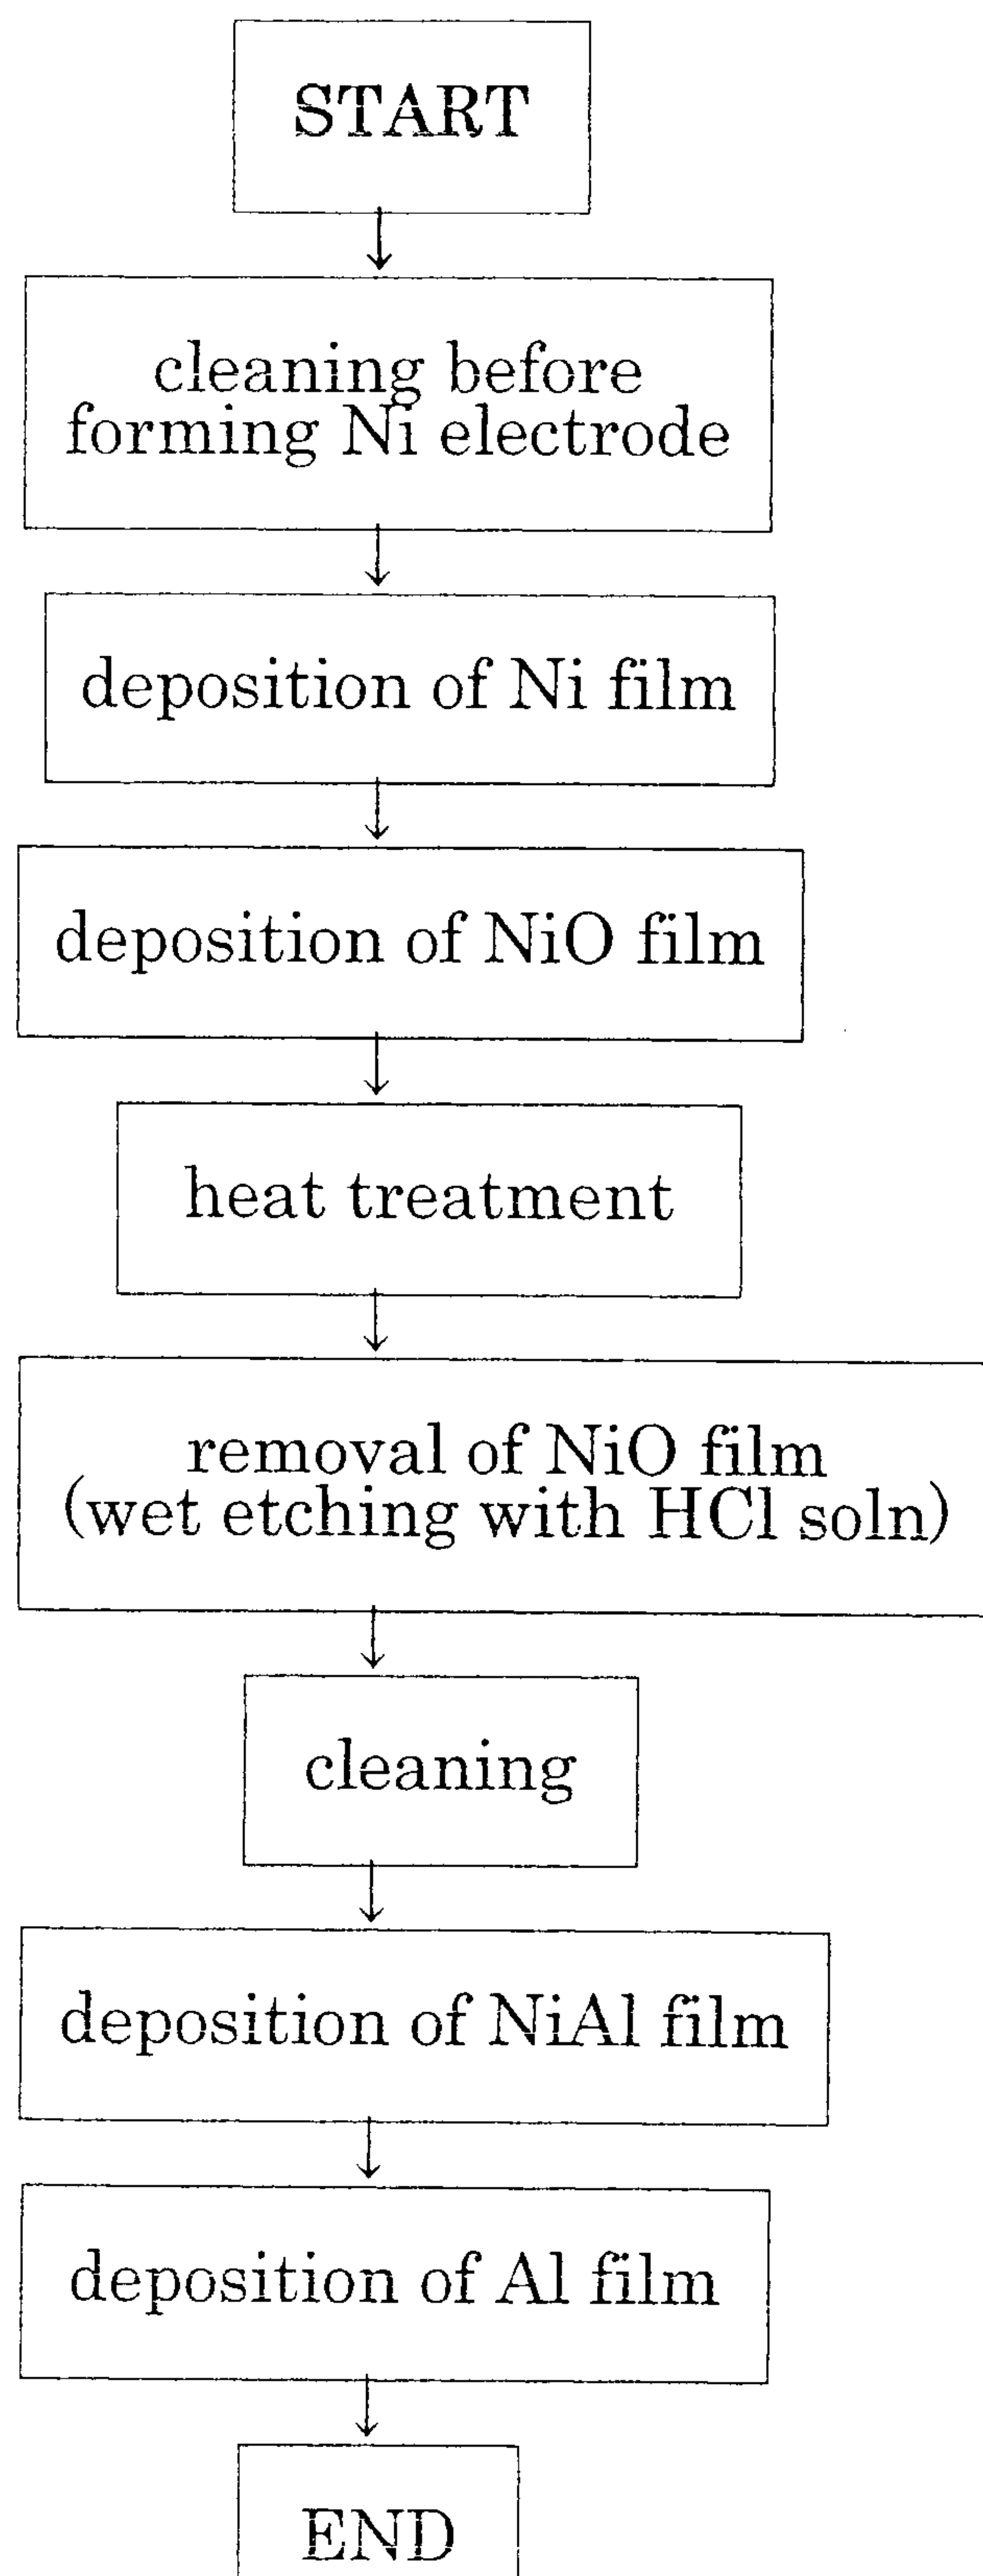 START
cleaning before
forming Ni electrode
deposition of Ni film
deposition of NiO film
heat treatment
removal of NiO film
(wet etching with HCl soln)
cleaning
deposition of NiAl film
deposition of Al film
END